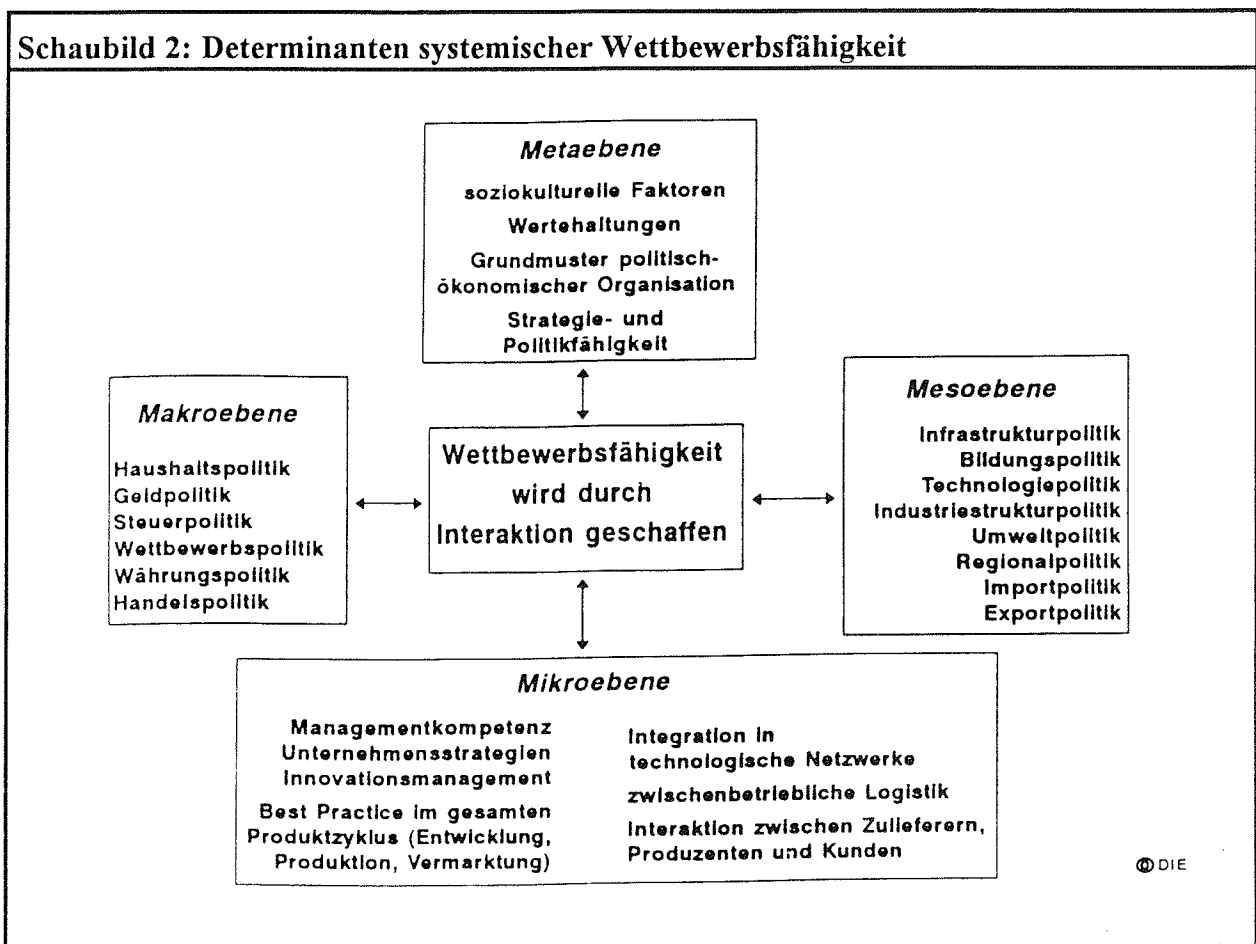 Schaubild 2: Determinanten systemischer Wettbewerbsfähigkeit
Metaebene
soziokulturelle Faktoren
Wertehaltungen
Grundmuster politisch-
ökonomischer Organisation
Strategie- und
Politikfähigkeit
Makroebene
Haushaltspolitik
Geldpolitik
Steuerpolitik
Wettbewerbspolitik
Währungspolitik
Handelspolitik
Wettbewerbsfähigkeit
wird durch
Interaktion geschaffen
Mesoebene
Infrastrukturpolitik
Bildungspolitik
Technologiepolitik
Industriestrukturpolitik
Umweltpolitik
Regionalpolitik
Importpolitik
Exportpolitik
Mikroebene
Managementkompetenz
Unternehmensstrategien
Innovationsmanagement
Best Practice im gesamten
Produktzyklus (Entwicklung,
Produktion, Vermarktung)
Integration in
technologische Netzwerke
zwischenbetriebliche Logistik
Interaktion zwischen Zulieferern,
Produzenten und Kunden
© DIE